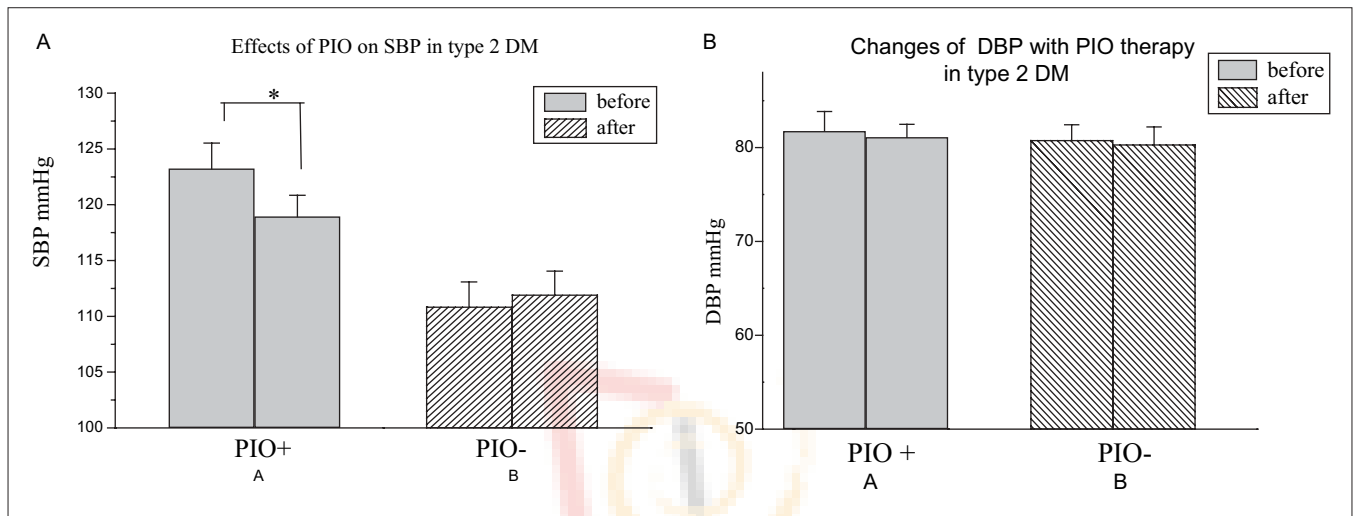 A
Effects of PIO on SBP in type 2 DM
before
after
*
130
125
120
115
110
105
100
SBP mmHg
PIO+
PIO-
A
B
B
Changes of DBP with PIO therapy
in type 2 DM
before
after
80
70
60
50
DBP mmHg
PIO +
PIO-
A
B